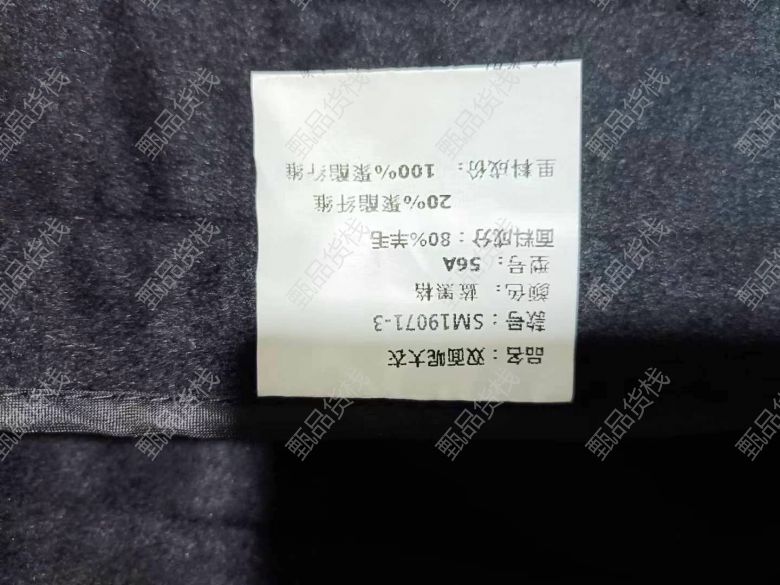 品名：双面呢大衣
款号：SM19071-3
颜色：蓝黑格
型号：56A
面料成分：80%羊毛
20%聚酯纤维
里料成份：100%聚酯纤维
甄品货栈